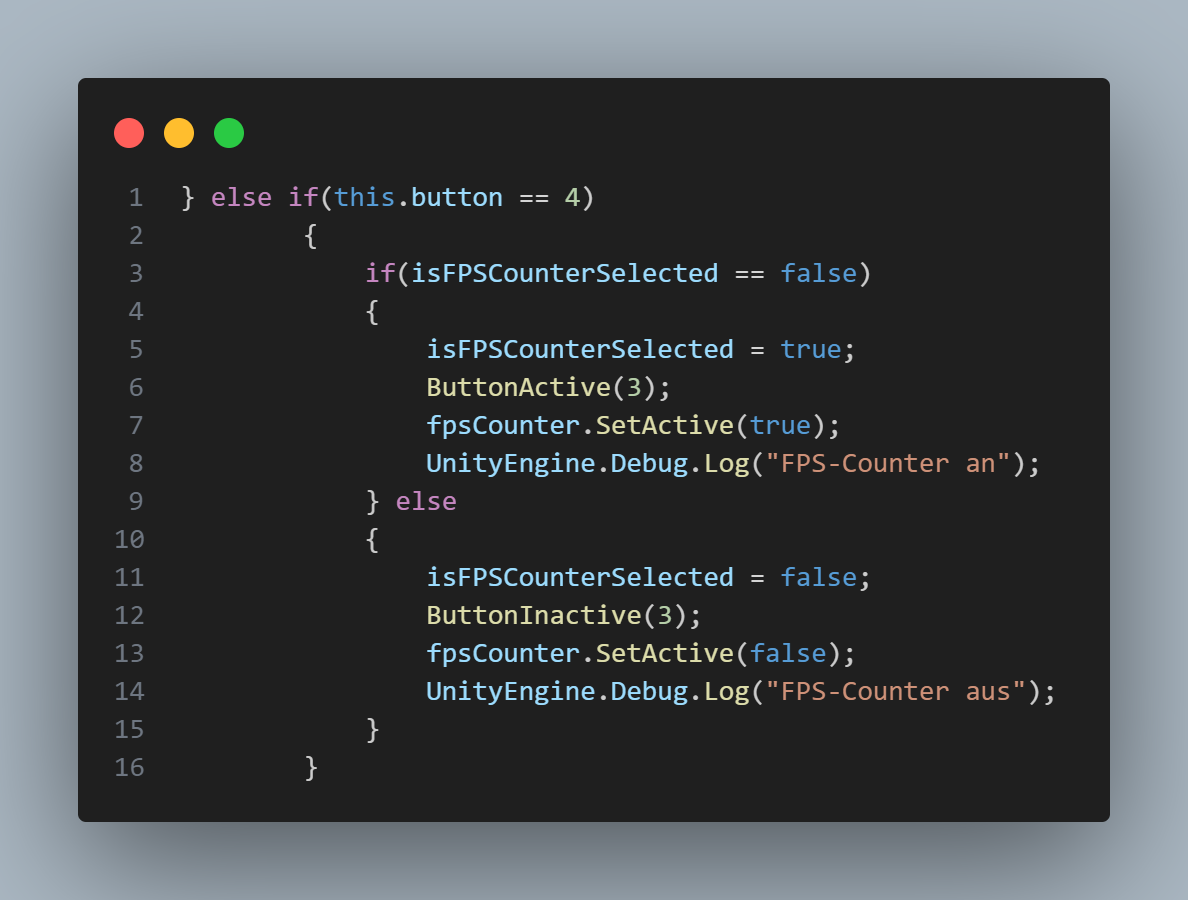 1 } else if(this.button == 4)
2         {
3             if(isFPSCounterSelected == false)
4             {
5                 isFPSCounterSelected = true;
6                 ButtonActive(3);
7                 fpsCounter.SetActive(true);
8                 UnityEngine.Debug.Log("FPS-Counter an");
9             } else
10             {
11                 isFPSCounterSelected = false;
12                 ButtonInactive(3);
13                 fpsCounter.SetActive(false);
14                 UnityEngine.Debug.Log("FPS-Counter aus");
15             }
16         }